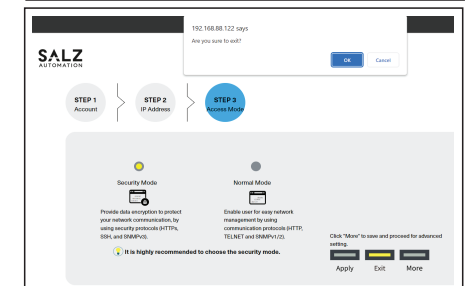 192.168.88.122 says
Are you sure to exit?
OK Cancel
SALZ
AUTOMATION
STEP 1
Account
STEP 2
IP Address
STEP 3
Access Mode
Security Mode
Provide data encryption to protect
your network communication, by
using security protocols (HTTPs,
SSH, and SNMPv3).
Normal Mode
Enable user for easy network
management by using
communication protocols (HTTP,
TELNET and SNMPv1/2).
It is highly recommended to choose the security mode.
Click "More" to save and proceed for advanced
setting.
Apply Exit More